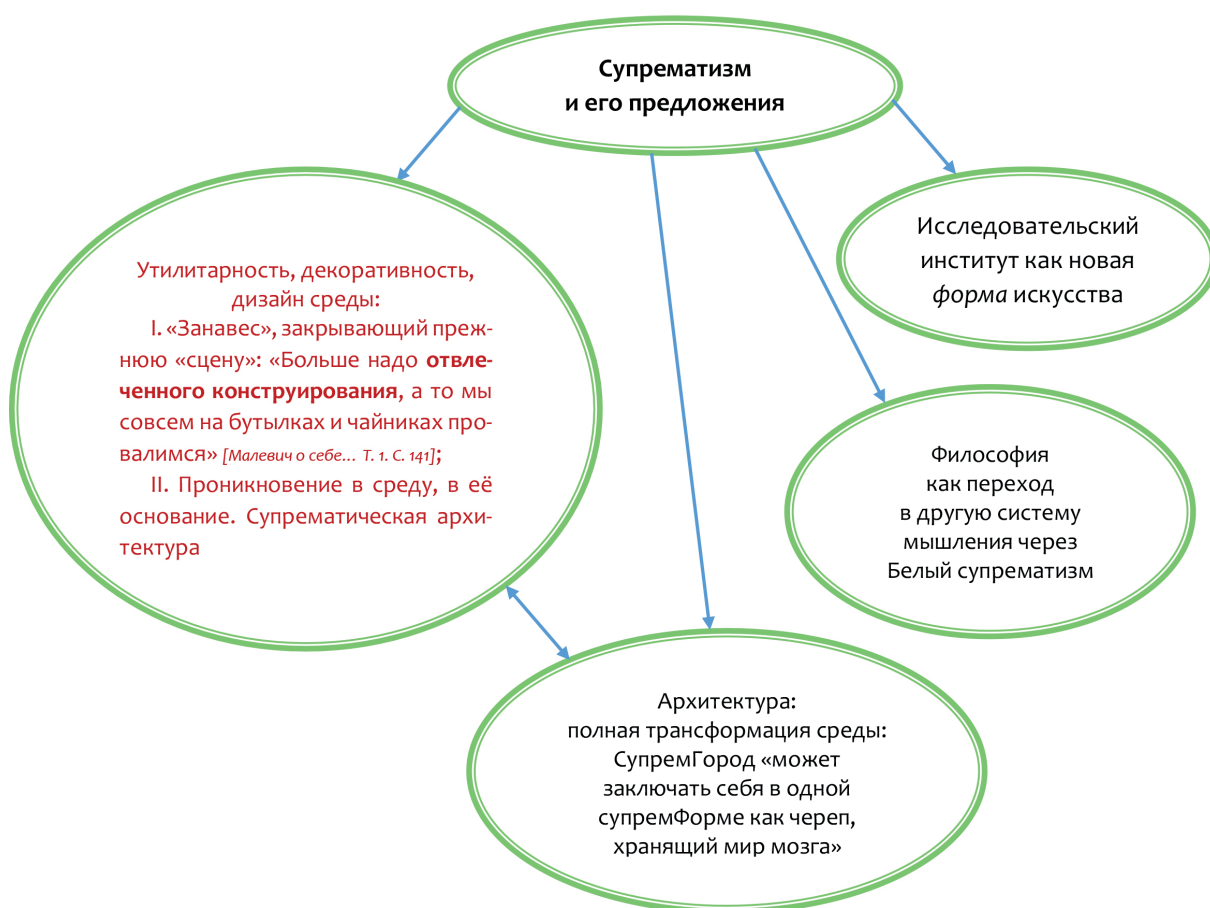 Супрематизм
и его предложения
Утилитарность, декоративность,
дизайн среды:
I. «Занавес», закрывающий преж-
нюю «сцену»: «Больше надо отвле-
ченного конструирования, а то мы
совсем на бутылках и чайниках про-
валимся» [Малевич о себе... Т. 1. С. 141];
II. Проникновение в среду, в её
основание. Супрематическая архи-
тектура
Исследовательский
институт как новая
форма искусства
Философия
как переход
в другую систему
мышления через
Белый супрематизм
Архитектура:
полная трансформация среды:
СупремГород «может
заключать себя в одной
супремФорме как череп,
хранящий мир мозга»